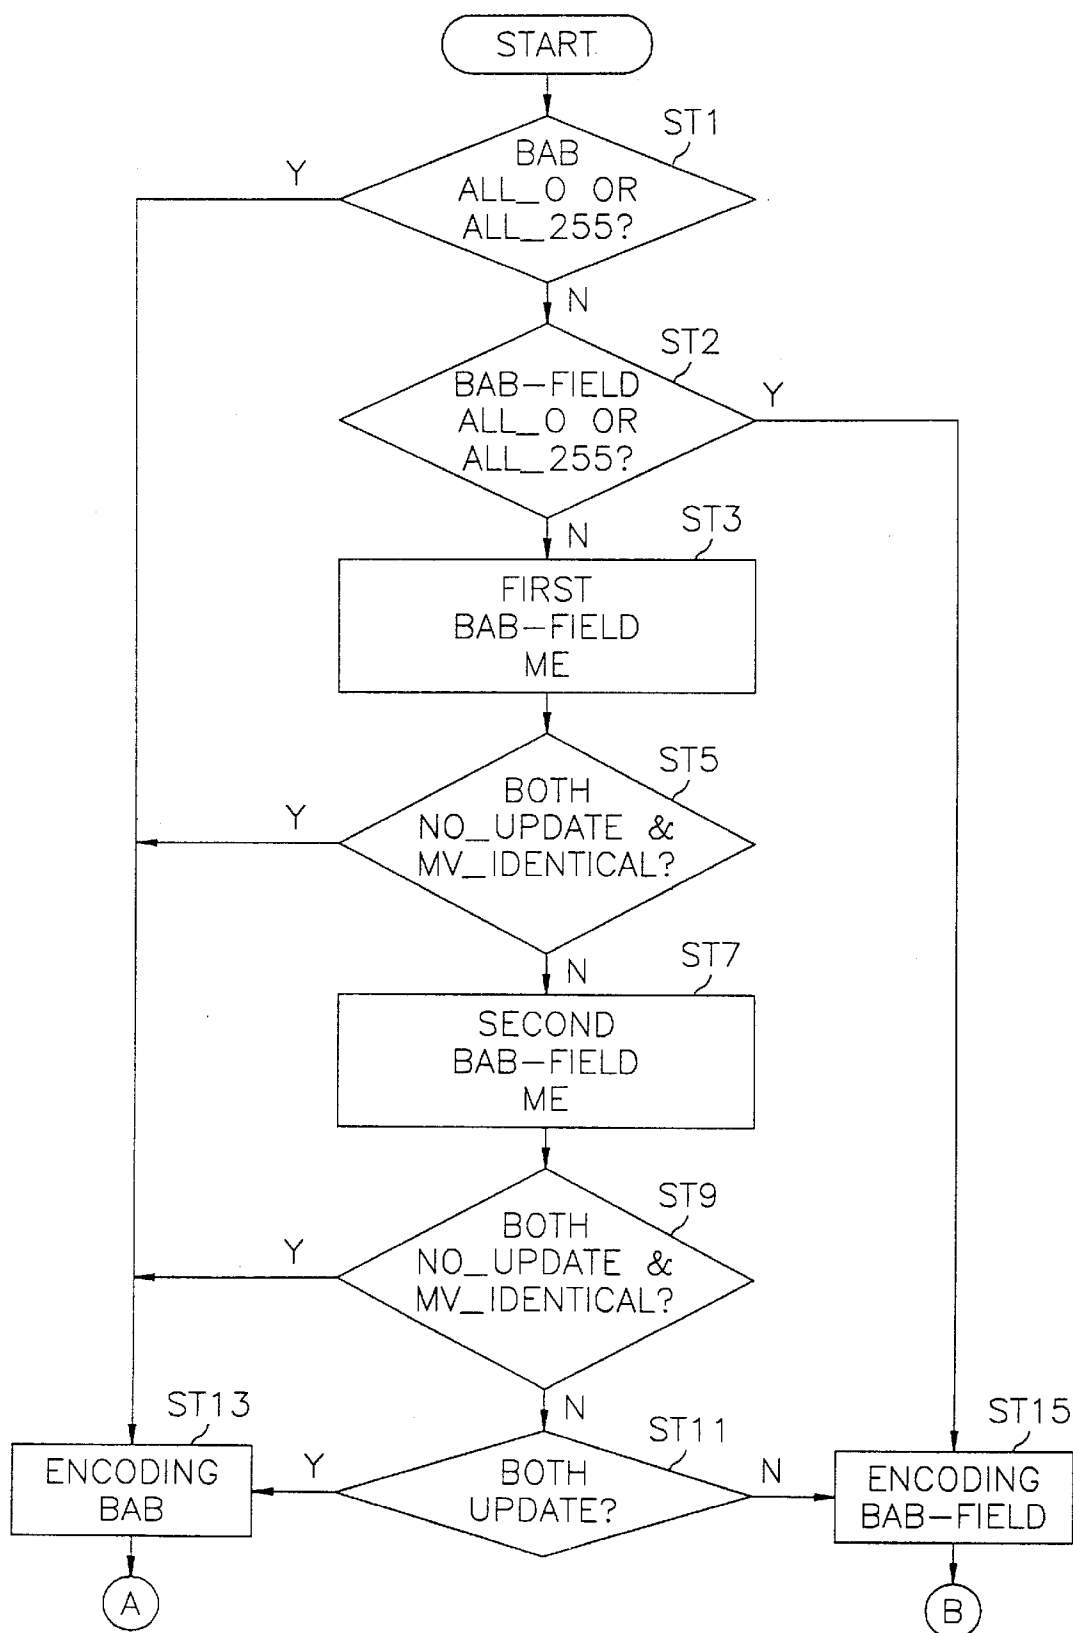 START
ST1
BAB
ALL_0 OR
ALL_255?
Y
N
ST2
BAB-FIELD
ALL_0 OR
ALL_255?
Y
N
ST3
FIRST
BAB-FIELD
ME
ST5
BOTH
NO_UPDATE &
MV_IDENTICAL?
Y
N
ST7
SECOND
BAB-FIELD
ME
ST9
BOTH
NO_UPDATE &
MV_IDENTICAL?
Y
N
ST13
ENCODING
BAB
Y
ST11
BOTH
UPDATE?
N
ST15
ENCODING
BAB-FIELD
A
B